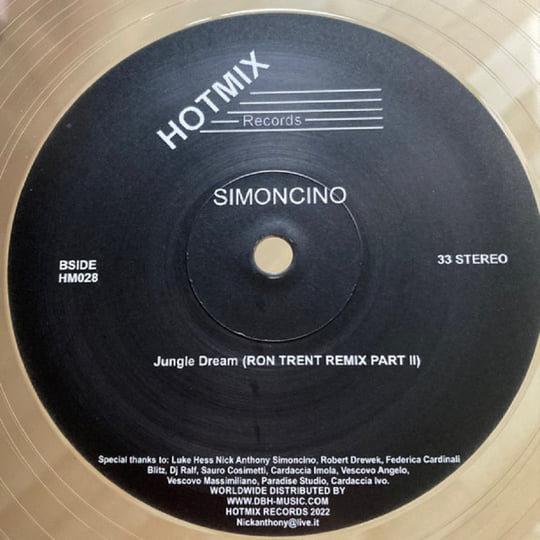 HOTMIX
Records
SIMONCINO
BSIDE
HM028
33 STEREO
Jungle Dream (RON TRENT REMIX PART II)
Special thanks to: Luke Hess Nick Anthony Simoncino, Robert Drewek, Federica Cardinali
Blitz, Dj Ralf, Sauro Cosimetti, Cardaccia Imola, Vescovo Angelo,
Vescovo Massimiliano, Paradise Studio, Cardaccia Ivo.
WORLDWIDE DISTRIBUTED BY
WWW.DBH-MUSIC.COM
HOTMIX RECORDS 2022
Nickanthony@live.it